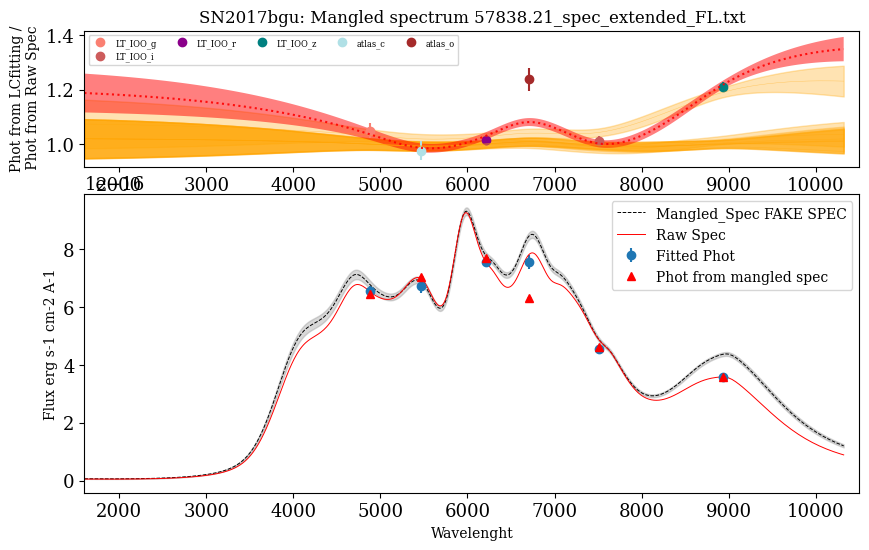 SN2017bgu: Mangled spectrum 57838.21_spec_extended_FL.txt
Phot from LCfitting /
Phot from Raw Spec
1.4
1.2
1.0
LT_IOO_g LT_IOO_r LT_IOO_z atlas_c atlas_o
LT_IOO_i
2000 3000 4000 5000 6000 7000 8000 9000 10000
1e−16
Flux erg s-1 cm-2 A-1
8
6
4
2
0
Mangled_Spec FAKE SPEC
Raw Spec
Fitted Phot
Phot from mangled spec
2000 3000 4000 5000 6000 7000 8000 9000 10000
Wavelenght